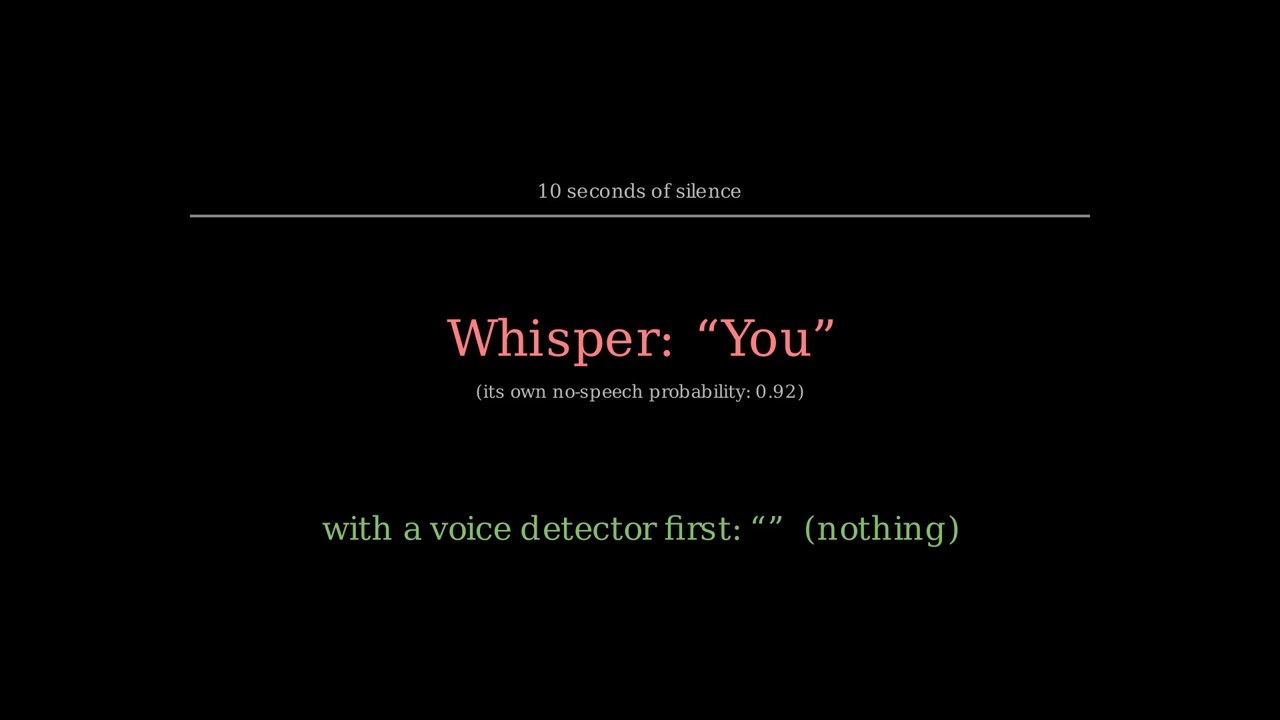 10 seconds of silence
Whisper: “You”
(its own no-speech probability: 0.92)
with a voice detector first: “” (nothing)